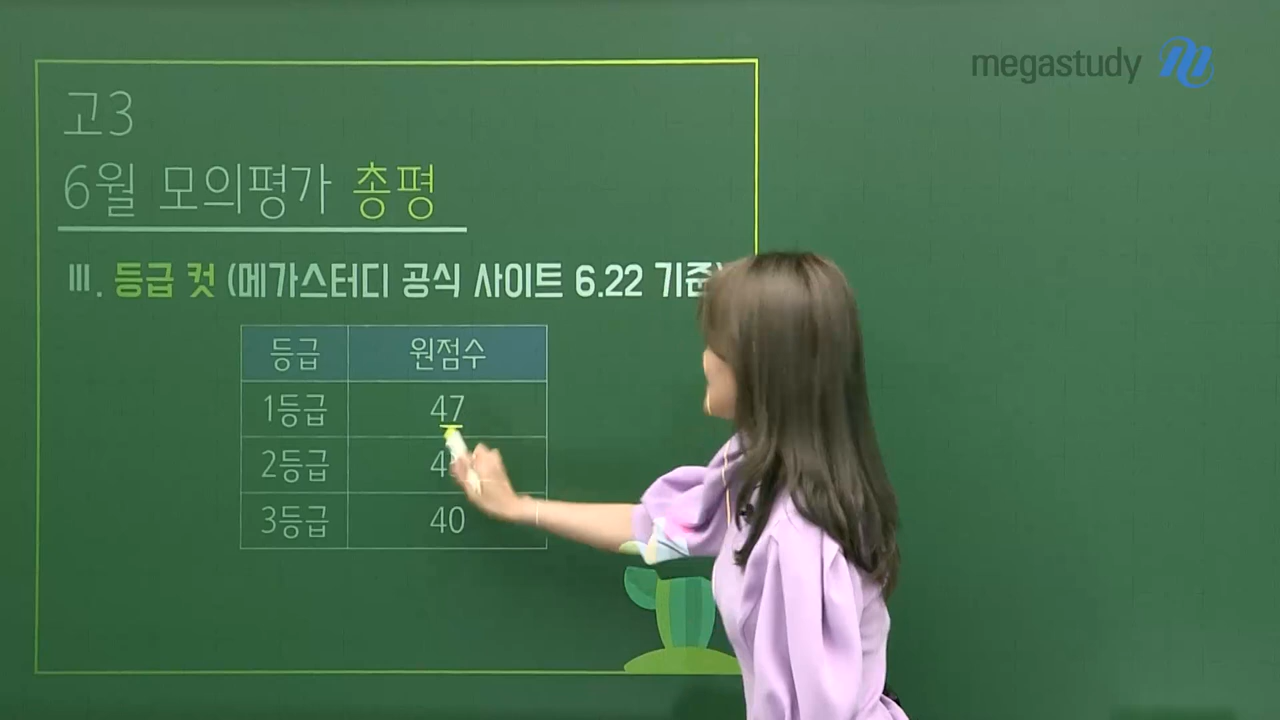 megastudy
고3
6월 모의평가 총평
Ⅲ. 등급 컷 (메가스터디 공식 사이트 6.22 기준)
등급 원점수
1등급 47
2등급
3등급 40